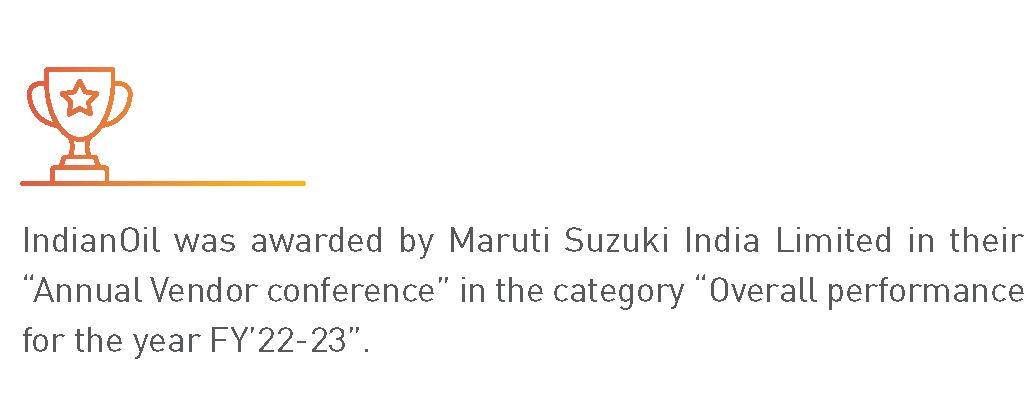 IndianOil was awarded by Maruti Suzuki India Limited in their
“Annual Vendor conference” in the category “Overall performance
for the year FY’22-23”.